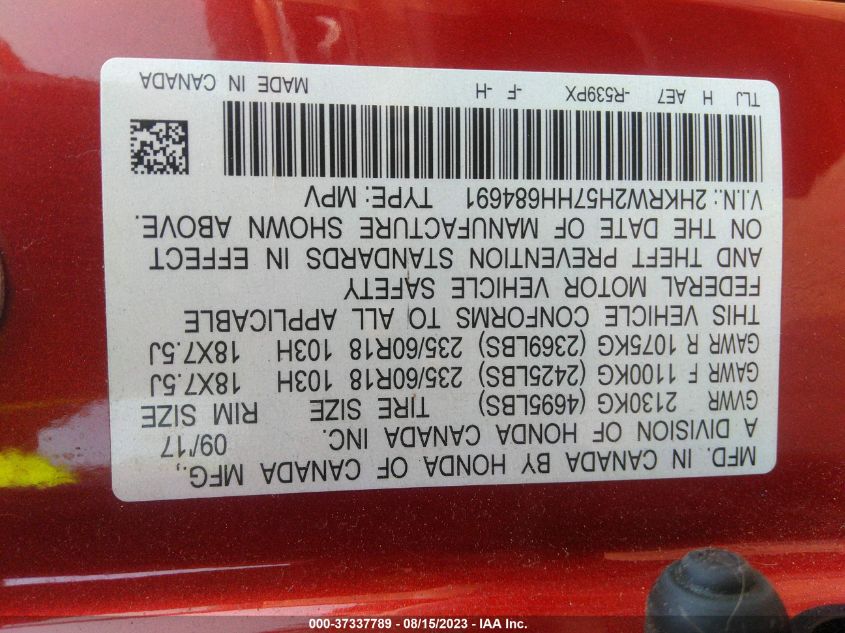 MFD. IN CANADA BY HONDA OF CANADA MFG.,
A DIVISION OF HONDA CANADA INC. 09/'17
GVWR 2130KG (4695LBS) TIRE SIZE RIM SIZE
GAWR F 1100KG (2425LBS) 235/60R18 103H 18X7.5J
GAWR R 1075KG (2369LBS) 235/60R18 103H 18X7.5J
THIS VEHICLE CONFORMS TO ALL APPLICABLE
FEDERAL MOTOR VEHICLE SAFETY
AND THEFT PREVENTION STANDARDS IN EFFECT
ON THE DATE OF MANUFACTURE SHOWN ABOVE.
V.I.N.: 2HKRW2H57HH684691 TYPE: MPV
TLJ H AE7 -R539PX -F -H MADE IN CANADA
000-37337789 - 08/15/2023 - IAA Inc.